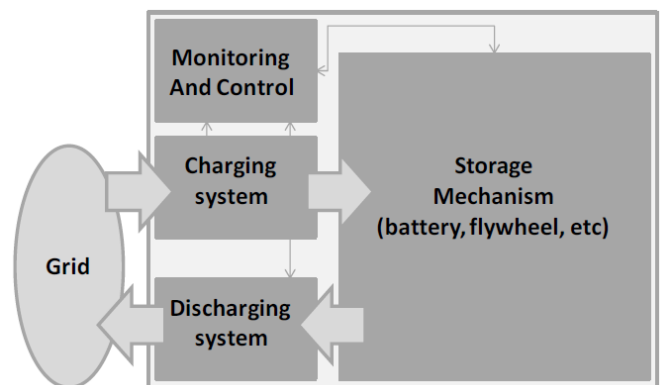 Monitoring
And Control
Charging
system
Storage
Mechanism
(battery, flywheel, etc)
Grid
Discharging
system